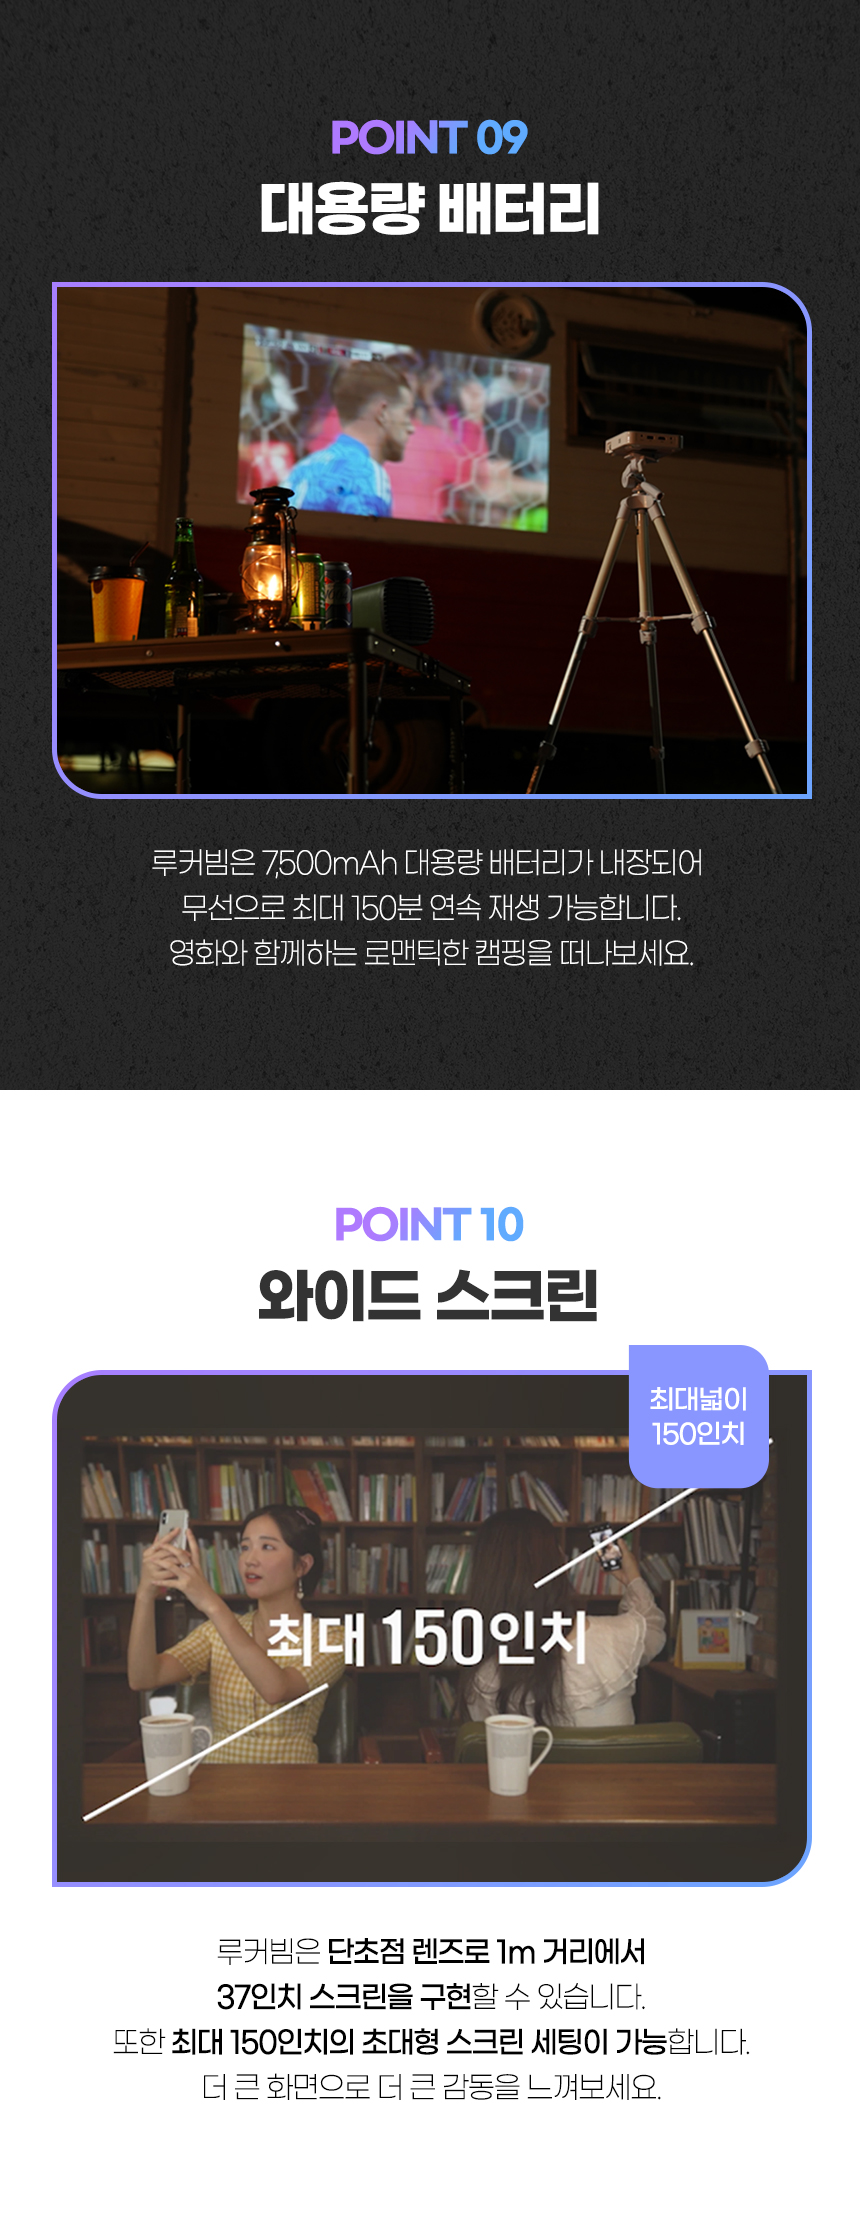 POINT 09
대용량 배터리
루커빔은 7,500mAh 대용량 배터리가 내장되어
무선으로 최대 150분 연속 재생 가능합니다.
영화와 함께하는 로맨틱한 캠핑을 떠나보세요.
POINT 10
와이드 스크린
최대넓이
150인치
최대 150인치
루커빔은 단초점 렌즈로 1m 거리에서
37인치 스크린을 구현할 수 있습니다.
또한 최대 150인치의 초대형 스크린 세팅이 가능합니다.
더 큰 화면으로 더 큰 감동을 느껴보세요.